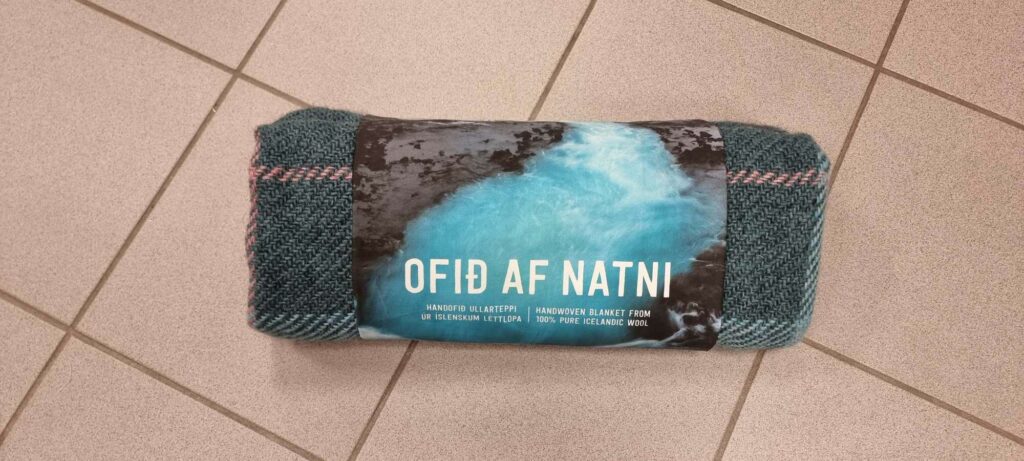 OFIÐ AF NATNI
HANDOFIÐ ULLARTEPPI
ÚR ÍSLENSKUM LÉTTLOPA
HANDWOVEN BLANKET FROM
100% PURE ICELANDIC WOOL